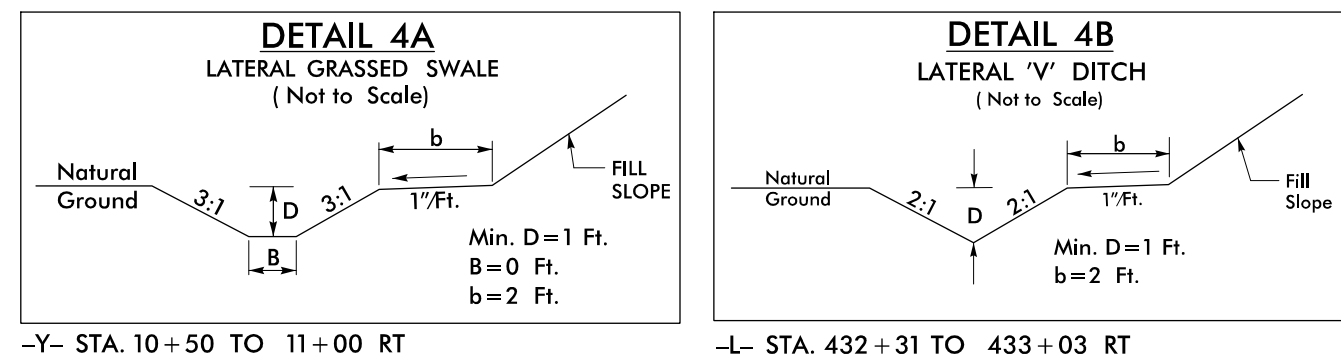 DETAIL 4A
LATERAL GRASSED SWALE
( Not to Scale)
b
Natural
Ground
3:1
D
3:1
1"/Ft.
FILL
SLOPE
B
Min. D=1 Ft.
B=0 Ft.
b=2 Ft.
–Y– STA. 10+50 TO 11+00 RT
DETAIL 4B
LATERAL 'V' DITCH
( Not to Scale)
b
Natural
Ground
2:1
D
2:1
1"/Ft.
Fill
Slope
Min. D=1 Ft.
b=2 Ft.
–L– STA. 432+31 TO 433+03 RT